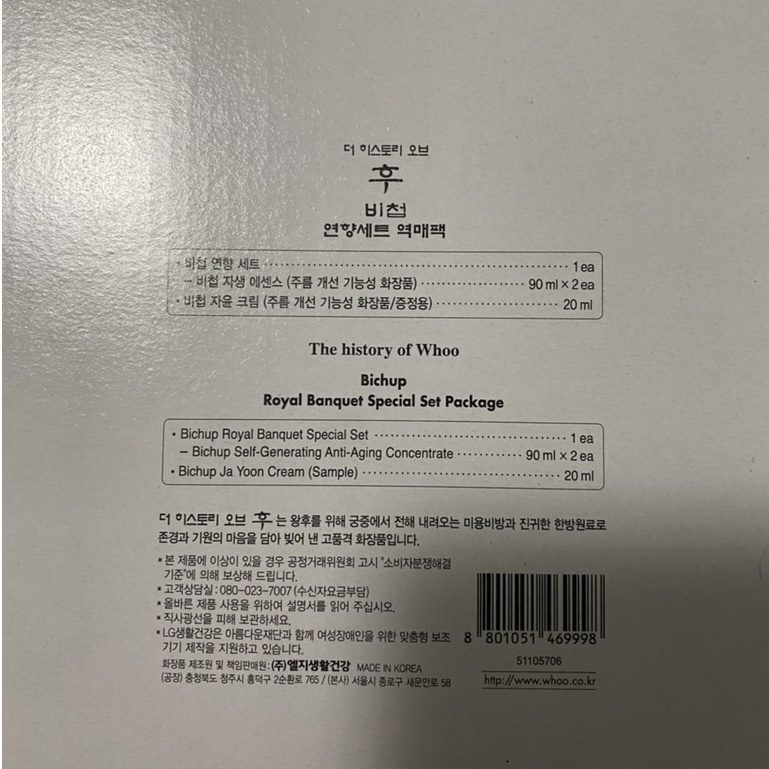 더 히스토리 오브
후
비첩
연향세트 역매팩
• 비첩 연향 세트 ········ 1 ea
– 비첩 자생 에센스 (주름 개선 기능성 화장품) ········ 90 ml × 2 ea
• 비첩 자윤 크림 (주름 개선 기능성 화장품/증정용) ········ 20 ml
The history of Whoo
Bichup
Royal Banquet Special Set Package
• Bichup Royal Banquet Special Set ········ 1 ea
– Bichup Self-Generating Anti-Aging Concentrate ········ 90 ml × 2 ea
• Bichup Ja Yoon Cream (Sample) ········ 20 ml
더 히스토리 오브 후 는 왕후를 위해 궁중에서 전해 내려오는 미용비방과 진귀한 한방원료로
존경과 기원의 마음을 담아 빚어 낸 고품격 화장품입니다.
* 본 제품에 이상이 있을 경우 공정거래위원회 고시 "소비자분쟁해결
기준"에 의해 보상해 드립니다.
* 고객상담실 : 080-023-7007 (수신자요금부담)
* 올바른 제품 사용을 위하여 설명서를 읽어 주십시오.
* 직사광선을 피해 보관하세요.
* LG생활건강은 아름다운재단과 함께 여성장애인을 위한 맞춤형 보조
기기 제작을 지원하고 있습니다.
화장품 제조원 및 책임판매원 : (주)엘지생활건강 MADE IN KOREA
(공장) 충청북도 청주시 흥덕구 2순환로 765 / (본사) 서울시 종로구 새문안로 58
8 801051 469998
51105706
http://www.whoo.co.kr